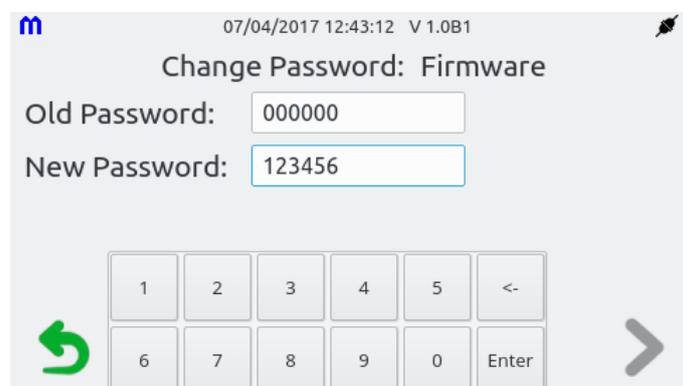 m 07/04/2017 12:43:12 V 1.0B1
Change Password: Firmware
Old Password: 000000
New Password: 123456
1 2 3 4 5 <-
6 7 8 9 0 Enter